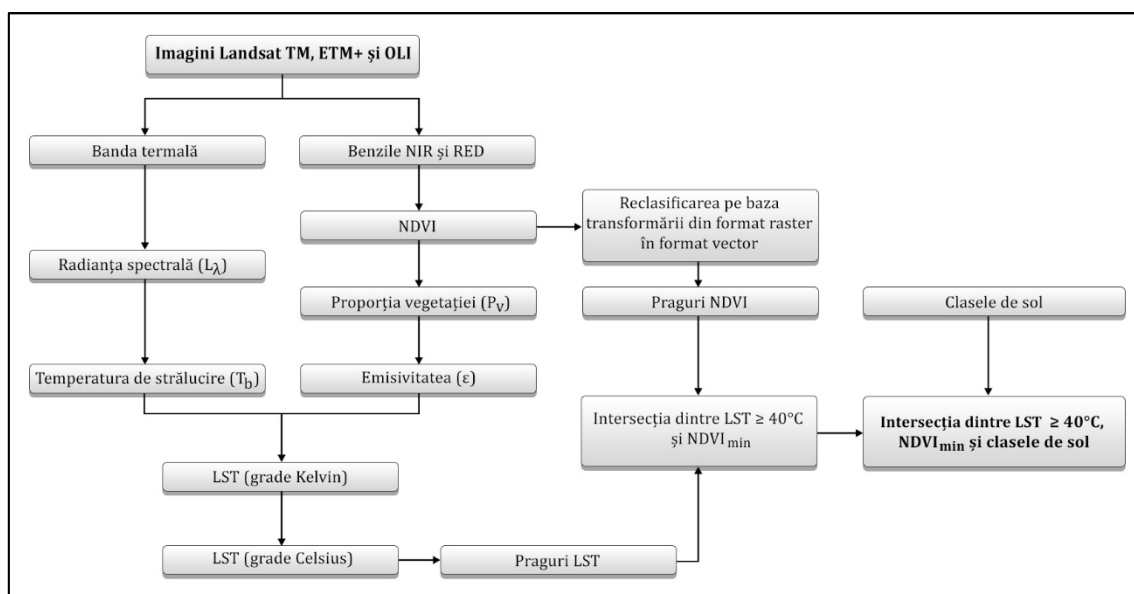 Imagini Landsat TM, ETM+ și OLI
Banda termală
Benzile NIR și RED
NDVI
Reclasificarea pe baza
transformării din format raster
în format vector
Radianța spectrală (Lλ)
Proporția vegetației (Pv)
Praguri NDVI
Clasele de sol
Temperatura de strălucire (Tb)
Emisivitatea (ε)
Intersecția dintre LST ≥ 40°C
și NDVImin
Intersecția dintre LST ≥ 40°C,
NDVImin și clasele de sol
LST (grade Kelvin)
LST (grade Celsius)
Praguri LST